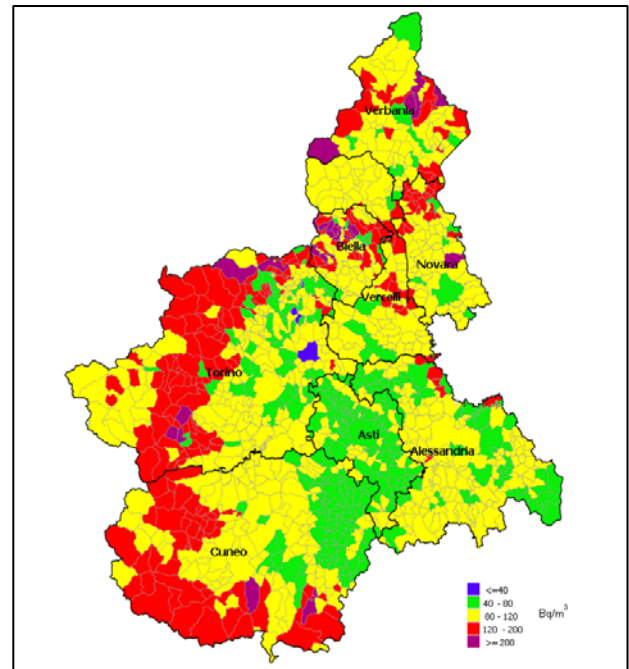 Verbania
Biella
Novara
Vercelli
Torino
Asti
Alessandria
Cuneo
<=40
40 - 80
80 - 120
120 - 200
>= 200
Bq/m³